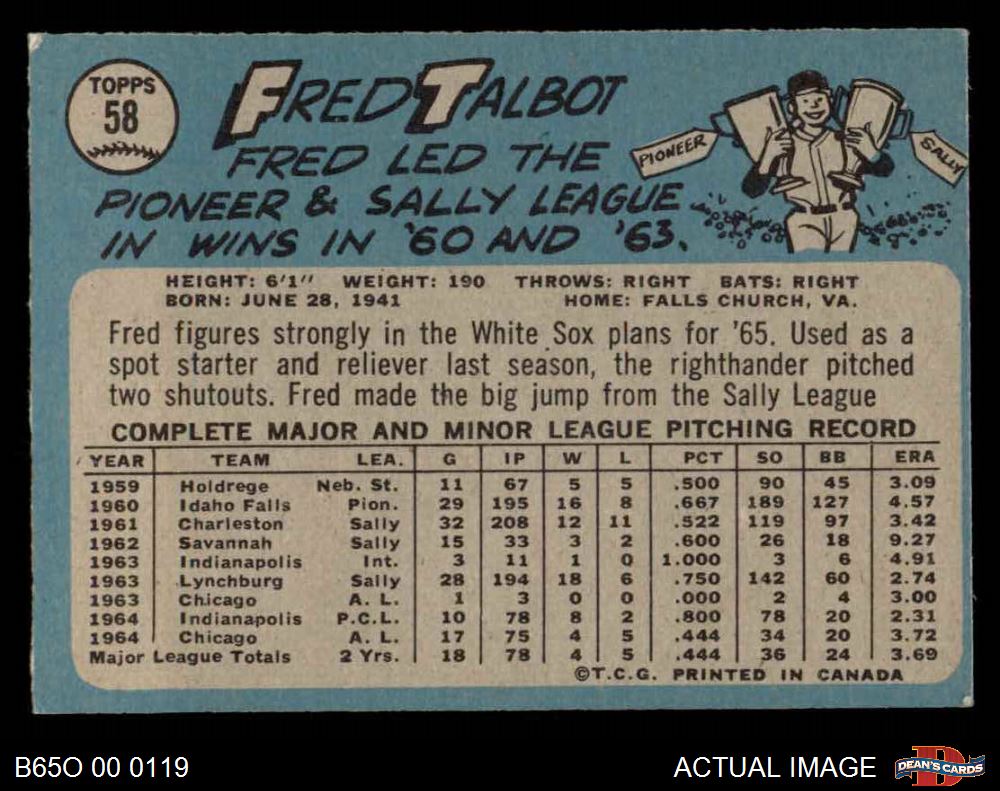 TOPPS
58
FRED TALBOT
FRED LED THE
PIONEER & SALLY LEAGUE
IN WINS IN '60 AND '63.
PIONEER
SALLY
HEIGHT: 6'1" WEIGHT: 190 THROWS: RIGHT BATS: RIGHT
BORN: JUNE 28, 1941 HOME: FALLS CHURCH, VA.
Fred figures strongly in the White Sox plans for '65. Used as a
spot starter and reliever last season, the righthander pitched
two shutouts. Fred made the big jump from the Sally League
COMPLETE MAJOR AND MINOR LEAGUE PITCHING RECORD
YEAR TEAM LEA. G IP W L PCT SO BB ERA
1959 Holdrege Neb. St. 11 67 5 5 .500 90 45 3.09
1960 Idaho Falls Pion. 29 195 16 8 .667 189 127 4.57
1961 Charleston Sally 32 208 12 11 .522 119 97 3.42
1962 Savannah Sally 15 33 3 2 .600 26 18 9.27
1963 Indianapolis Int. 3 11 1 0 1.000 3 6 4.91
1963 Lynchburg Sally 28 194 18 6 .750 142 60 2.74
1963 Chicago A. L. 1 3 0 0 .000 2 4 3.00
1964 Indianapolis P.C.L. 10 78 8 2 .800 78 20 2.31
1964 Chicago A. L. 17 75 4 5 .444 34 20 3.72
Major League Totals 2 Yrs. 18 78 4 5 .444 36 24 3.69
©T.C.G. PRINTED IN CANADA
B65O 00 0119
ACTUAL IMAGE
DEAN'S CARDS